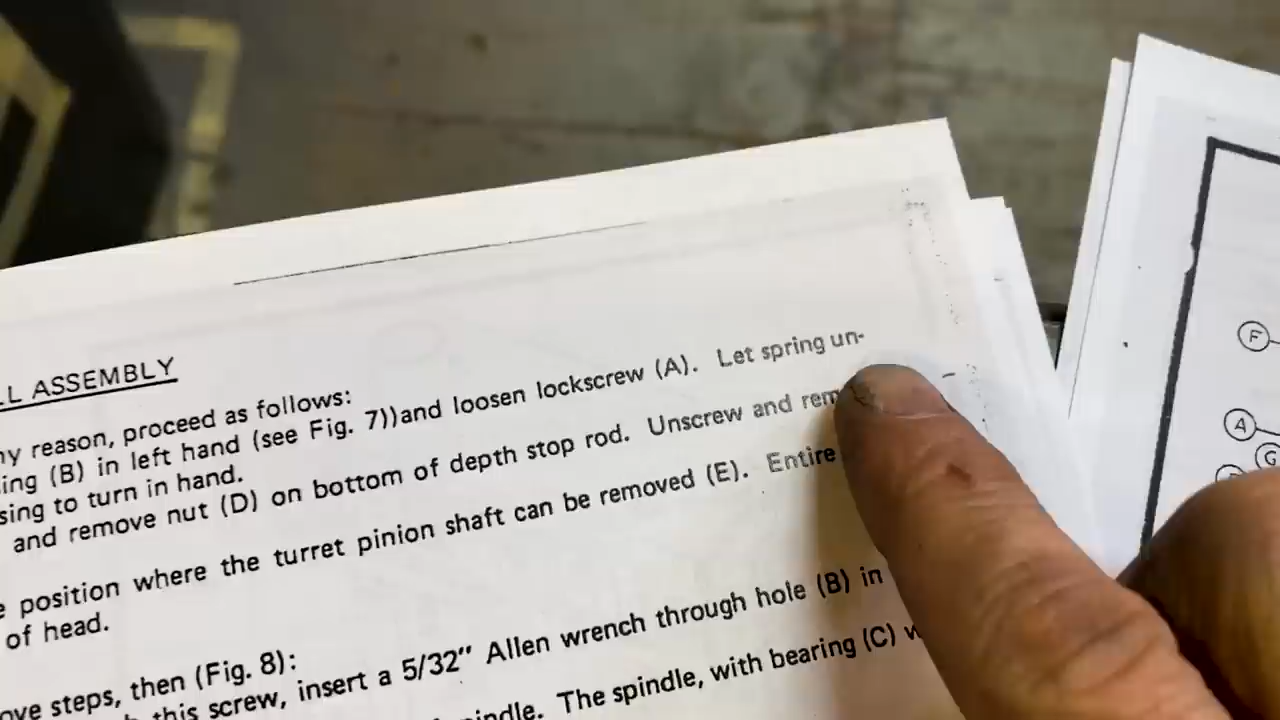 LL ASSEMBLY
ny reason, proceed as follows:
ing (B) in left hand (see Fig. 7))and loosen lockscrew (A). Let spring un-
sing to turn in hand.
and remove nut (D) on bottom of depth stop rod. Unscrew and rem
e position where the turret pinion shaft can be removed (E). Entire
of head.
ove steps, then (Fig. 8):
this screw, insert a 5/32″ Allen wrench through hole (B) in
pindle. The spindle, with bearing (C) w
F
A
G